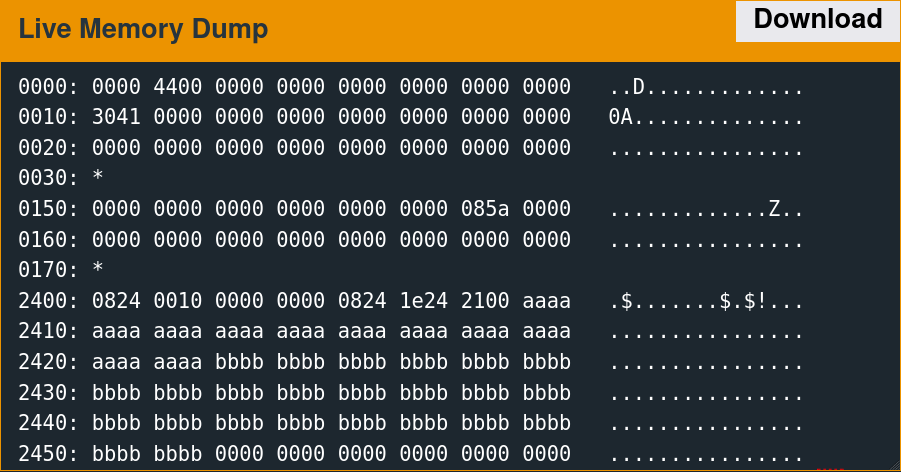 Live Memory Dump
Download
0000: 0000 4400 0000 0000 0000 0000 0000 0000 ..D.............
0010: 3041 0000 0000 0000 0000 0000 0000 0000 0A..............
0020: 0000 0000 0000 0000 0000 0000 0000 0000 ................
0030: *
0150: 0000 0000 0000 0000 0000 0000 085a 0000 .............Z..
0160: 0000 0000 0000 0000 0000 0000 0000 0000 ................
0170: *
2400: 0824 0010 0000 0000 0824 1e24 2100 aaaa .$.......$.$!...
2410: aaaa aaaa aaaa aaaa aaaa aaaa aaaa aaaa ................
2420: aaaa aaaa bbbb bbbb bbbb bbbb bbbb bbbb ................
2430: bbbb bbbb bbbb bbbb bbbb bbbb bbbb bbbb ................
2440: bbbb bbbb bbbb bbbb bbbb bbbb bbbb bbbb ................
2450: bbbb bbbb 0000 0000 0000 0000 0000 0000 ................